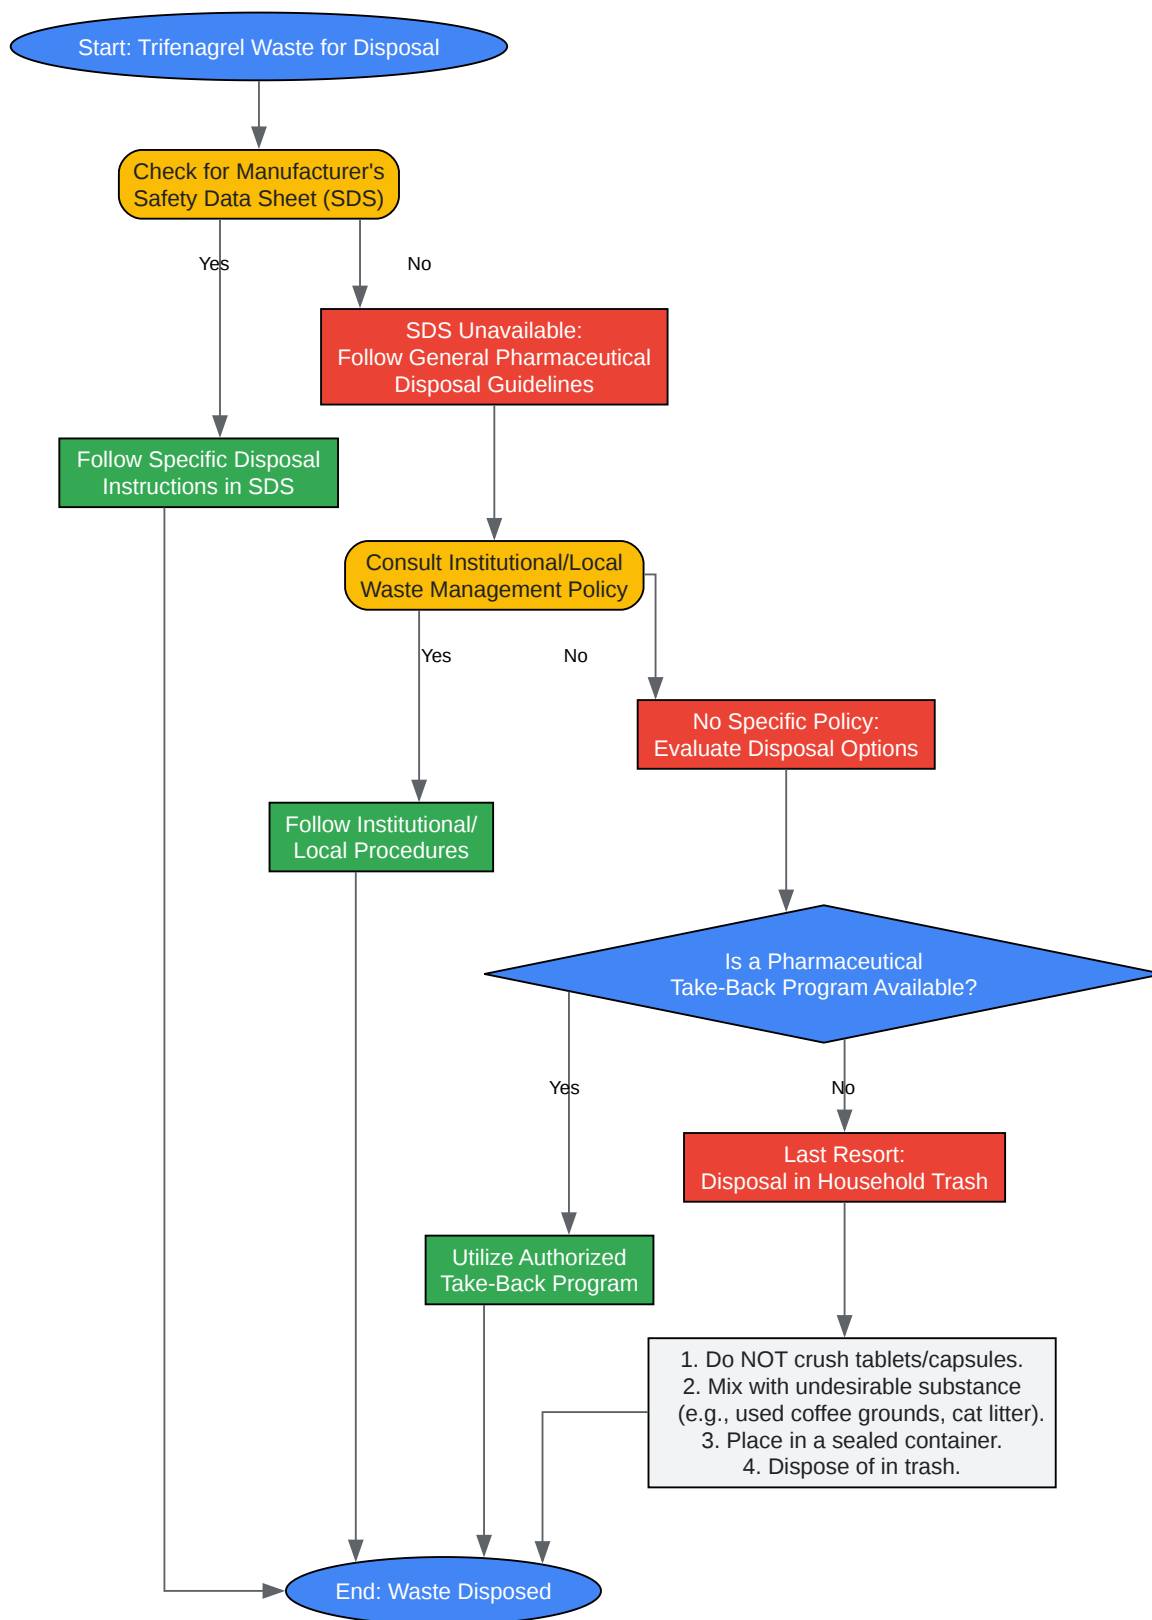 Start: Trifenagrel Waste for Disposal
Check for Manufacturer's
Safety Data Sheet (SDS)
Yes
No
SDS Unavailable:
Follow General Pharmaceutical
Disposal Guidelines
Follow Specific Disposal
Instructions in SDS
Consult Institutional/Local
Waste Management Policy
Yes
No
No Specific Policy:
Evaluate Disposal Options
Follow Institutional/
Local Procedures
Is a Pharmaceutical
Take-Back Program Available?
Yes
No
Last Resort:
Disposal in Household Trash
Utilize Authorized
Take-Back Program
1. Do NOT crush tablets/capsules.
2. Mix with undesirable substance
(e.g., used coffee grounds, cat litter).
3. Place in a sealed container.
4. Dispose of in trash.
End: Waste Disposed